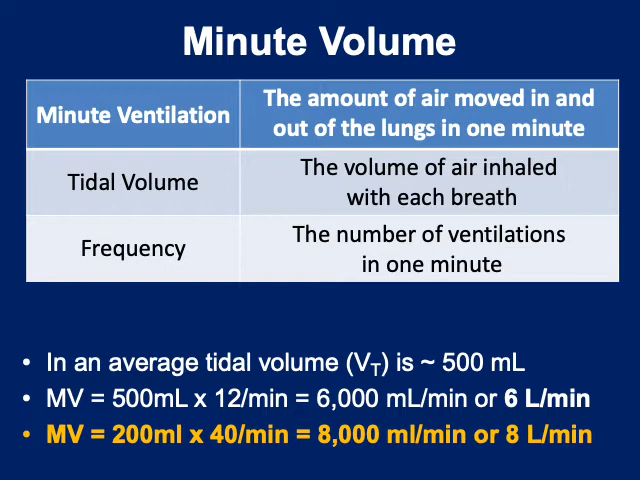 Minute Volume
Minute Ventilation
The amount of air moved in and
out of the lungs in one minute
Tidal Volume
The volume of air inhaled
with each breath
Frequency
The number of ventilations
in one minute
• In an average tidal volume (VT) is ~ 500 mL
• MV = 500mL x 12/min = 6,000 mL/min or 6 L/min
• MV = 200ml x 40/min = 8,000 ml/min or 8 L/min